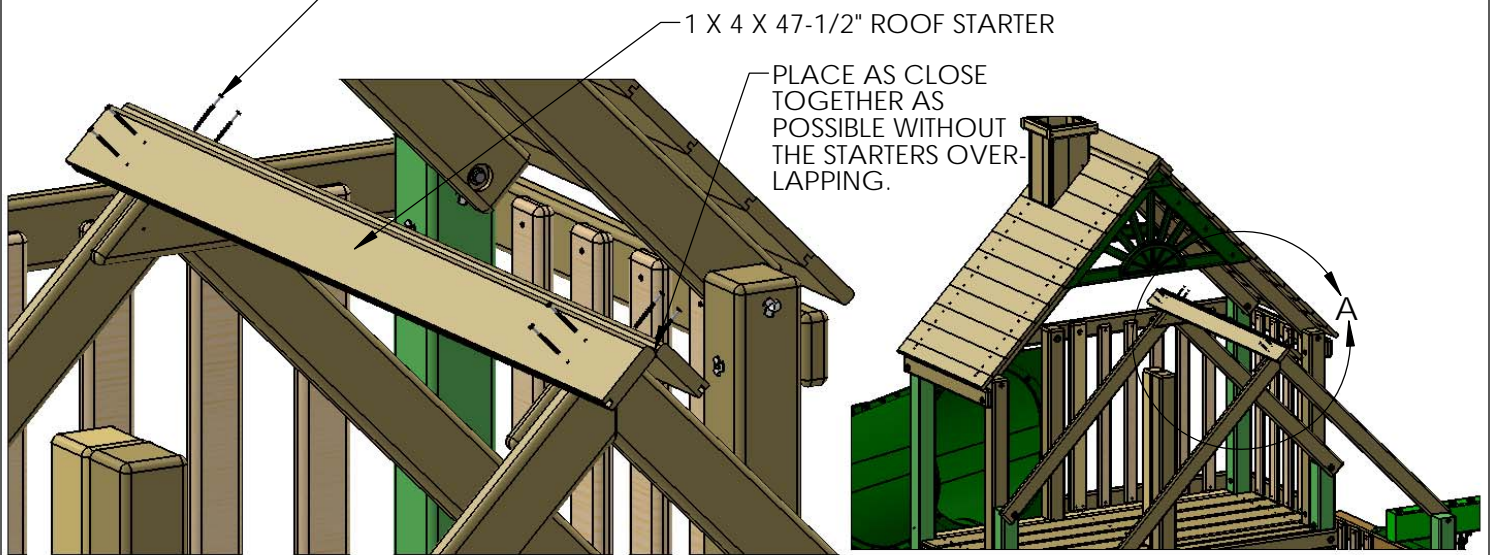 1 X 4 X 47-1/2" ROOF STARTER
PLACE AS CLOSE
TOGETHER AS
POSSIBLE WITHOUT
THE STARTERS OVER-
LAPPING.
A